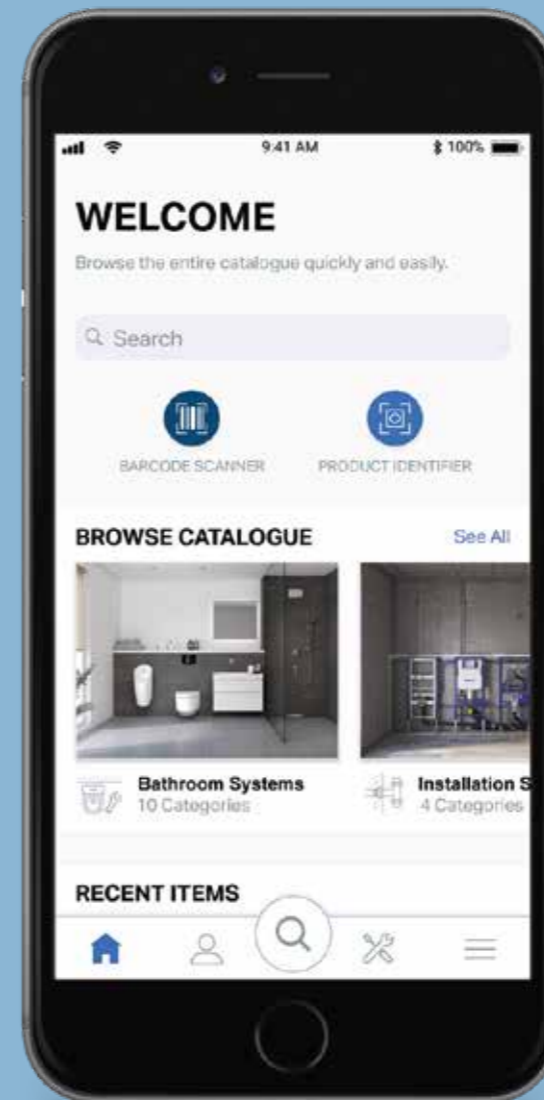 9:41 AM
100%
WELCOME
Browse the entire catalogue quickly and easily.
Search
BARCODE SCANNER
PRODUCT IDENTIFIER
BROWSE CATALOGUE
See All
Bathroom Systems
10 Categories
Installation S
4 Categories
RECENT ITEMS